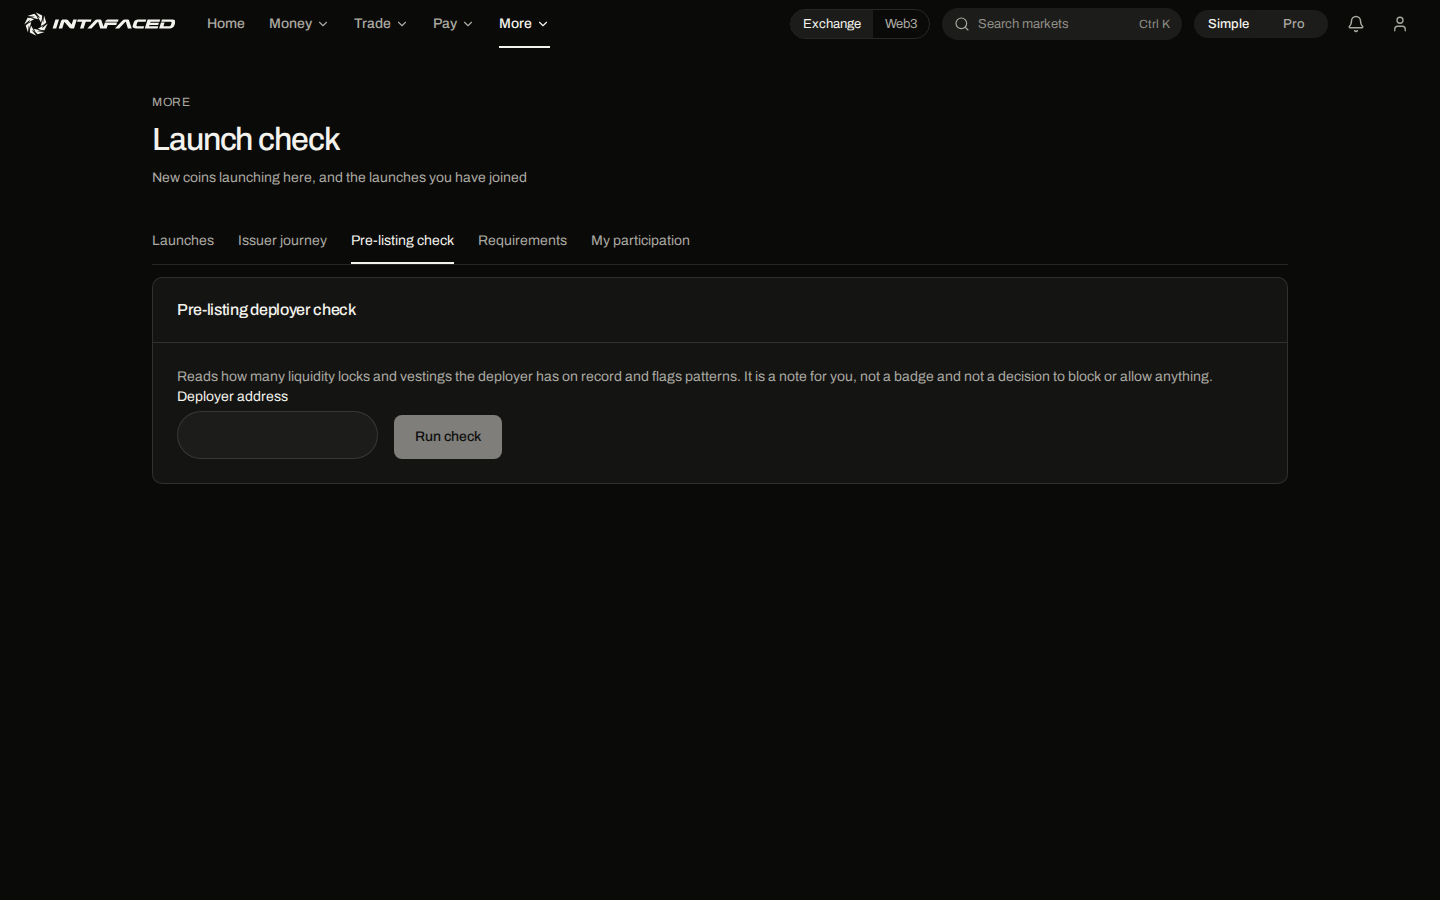 INTAFACED Home Money Trade Pay More Exchange Web3 Search markets Ctrl K Simple Pro
MORE
Launch check
New coins launching here, and the launches you have joined
Launches Issuer journey Pre-listing check Requirements My participation
Pre-listing deployer check
Reads how many liquidity locks and vestings the deployer has on record and flags patterns. It is a note for you, not a badge and not a decision to block or allow anything.
Deployer address
Run check